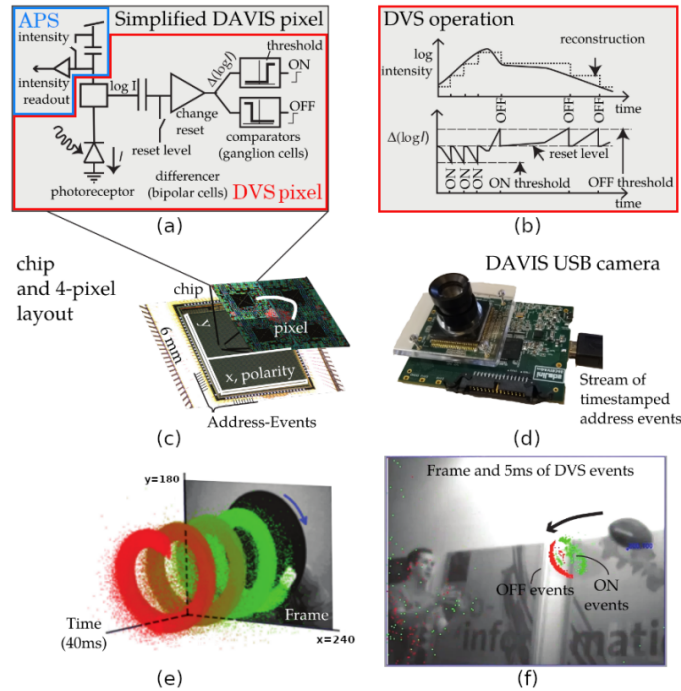 APS
Simplified DAVIS pixel
intensity
intensity
readout
log I
Δ(log I)
threshold
ON
OFF
change
reset
comparators
(ganglion cells)
reset level
I
photoreceptor
differencer
(bipolar cells)
DVS pixel
(a)
DVS operation
log
intensity
reconstruction
OFF
OFF
OFF
time
Δ(log I)
reset level
ON
ON
ON
ON threshold
OFF threshold
time
(b)
chip
and 4-pixel
layout
chip
pixel
6 mm
y
x, polarity
Address-Events
(c)
DAVIS USB camera
Stream of
timestamped
address events
(d)
y=180
Frame
Time
(40ms)
x=240
(e)
Frame and 5ms of DVS events
OFF events
ON
events
infor
matic
(f)